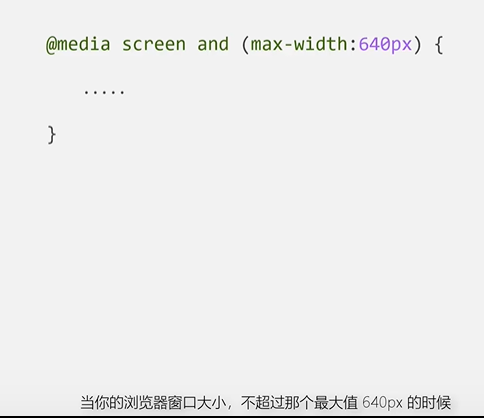 @media screen and (max-width:640px) {
.....
}
当你的浏览器窗口大小，不超过那个最大值 640px 的时候